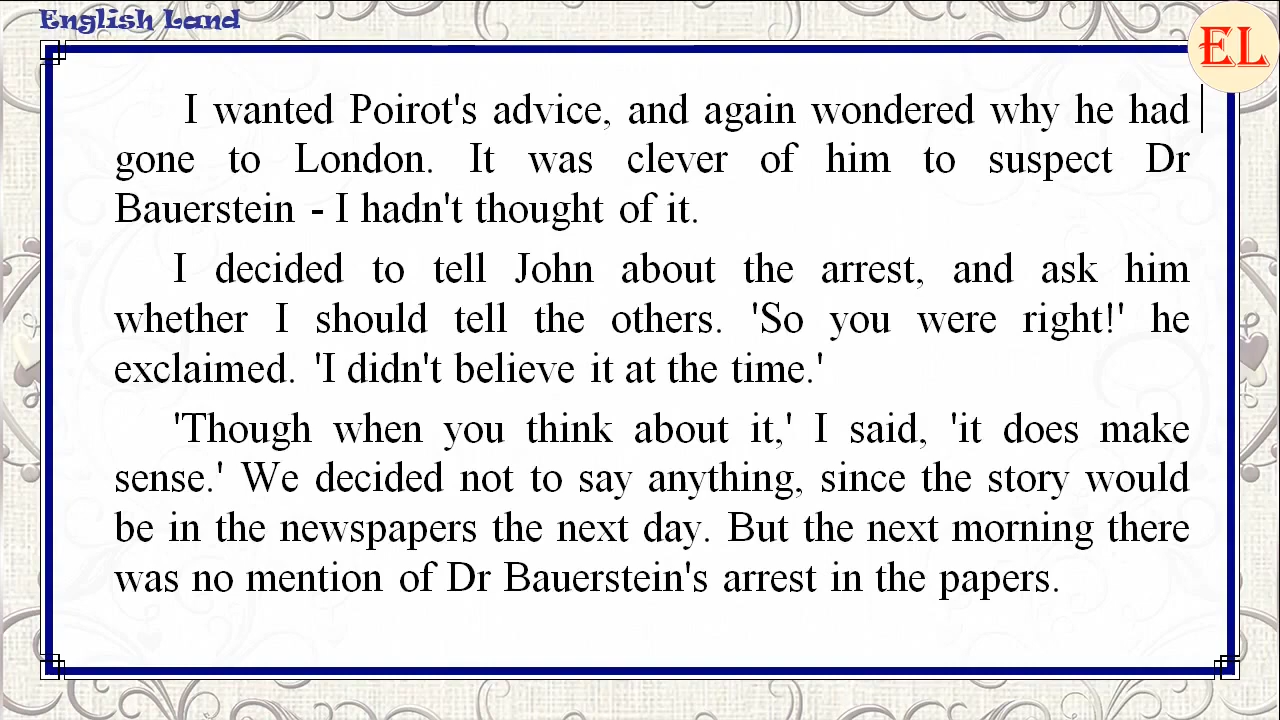 English Land
EL
I wanted Poirot's advice, and again wondered why he had
gone to London. It was clever of him to suspect Dr
Bauerstein - I hadn't thought of it.
I decided to tell John about the arrest, and ask him
whether I should tell the others. 'So you were right!' he
exclaimed. 'I didn't believe it at the time.'
'Though when you think about it,' I said, 'it does make
sense.' We decided not to say anything, since the story would
be in the newspapers the next day. But the next morning there
was no mention of Dr Bauerstein's arrest in the papers.